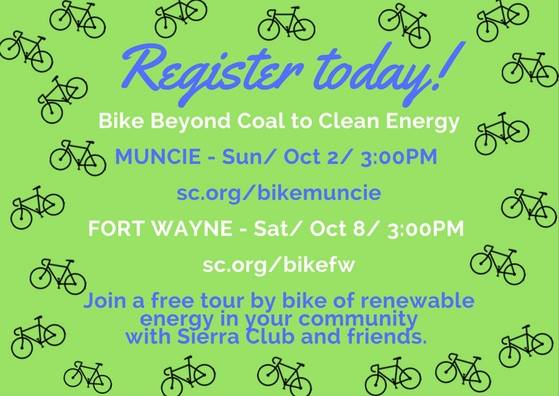 Register today!
Bike Beyond Coal to Clean Energy
MUNCIE - Sun/ Oct 2/ 3:00PM
sc.org/bikemuncie
FORT WAYNE - Sat/ Oct 8/ 3:00PM
sc.org/bikefw
Join a free tour by bike of renewable
energy in your community
with Sierra Club and friends.